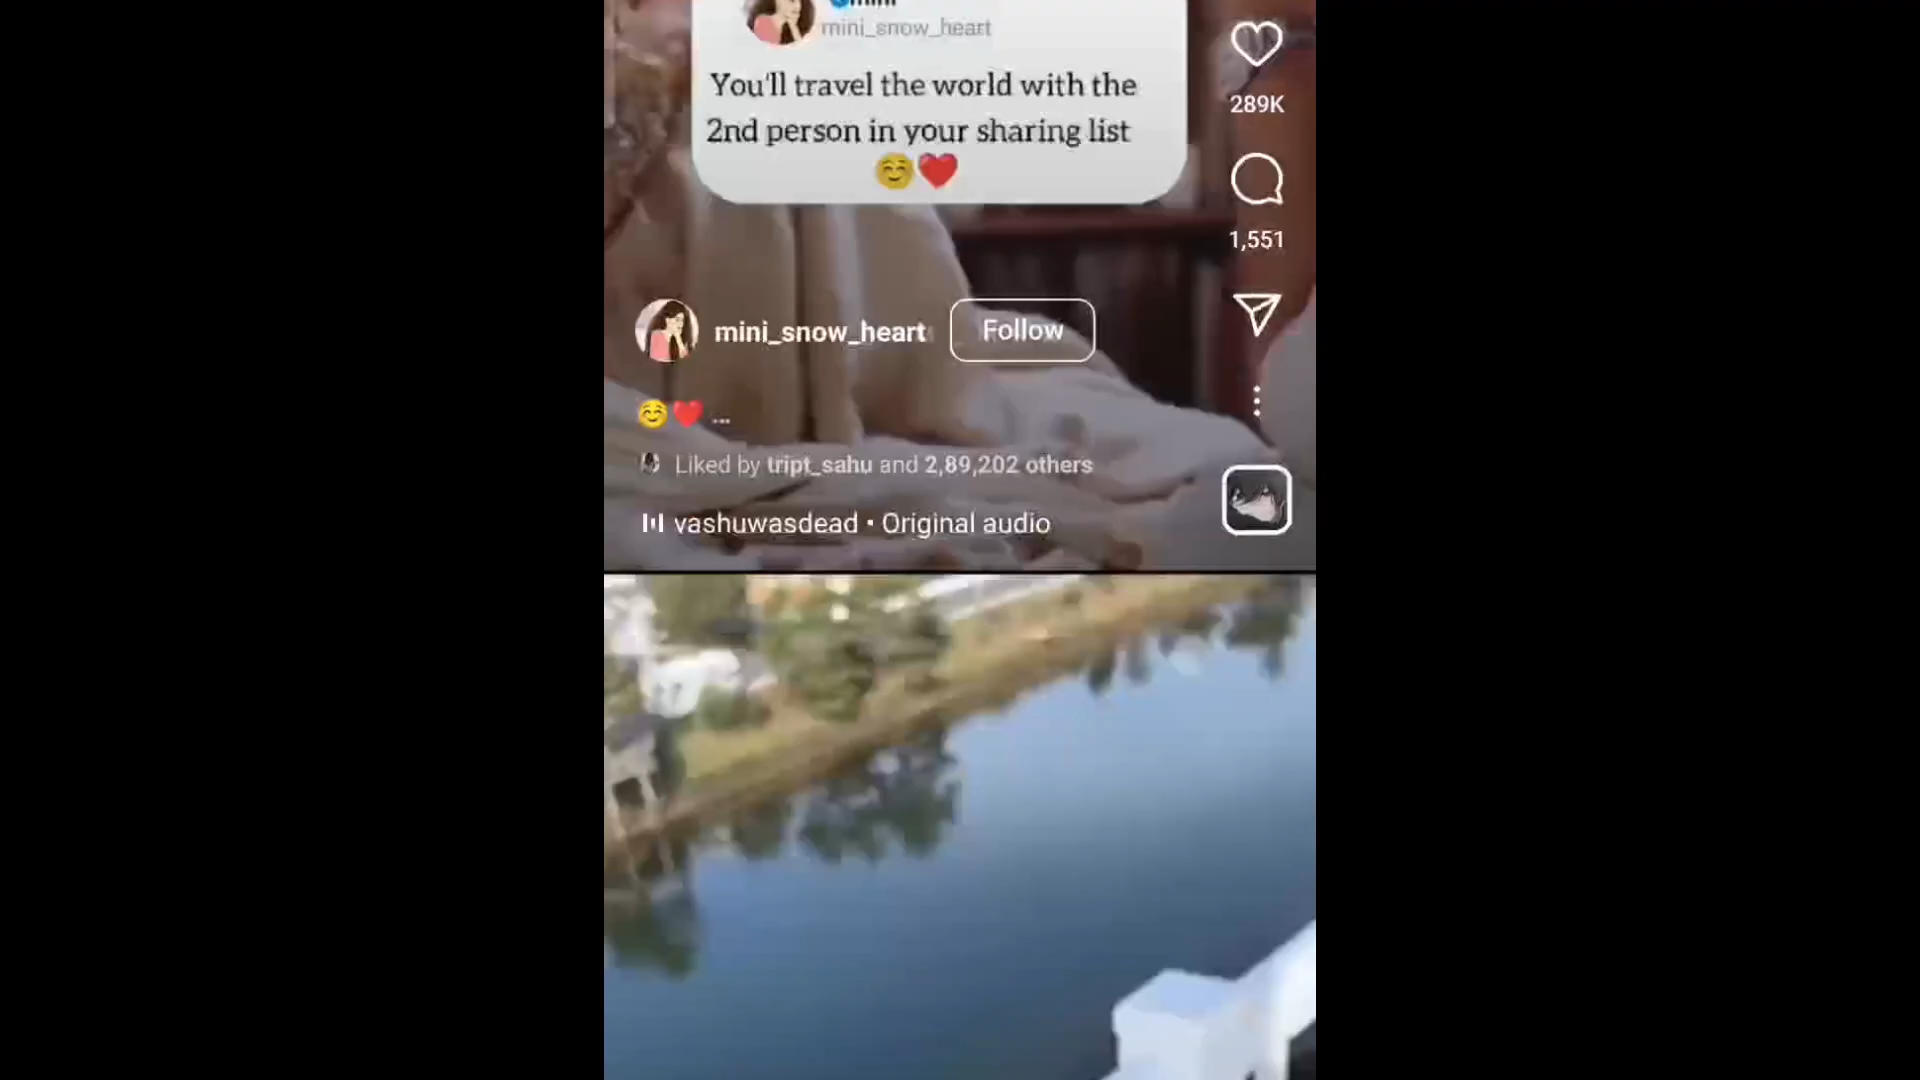 mini
mini_snow_heart
You'll travel the world with the
2nd person in your sharing list
☺️❤️
289K
1,551
mini_snow_heart
Follow
☺️❤️ ...
Liked by tript_sahu and 2,89,202 others
vashuwasdead • Original audio